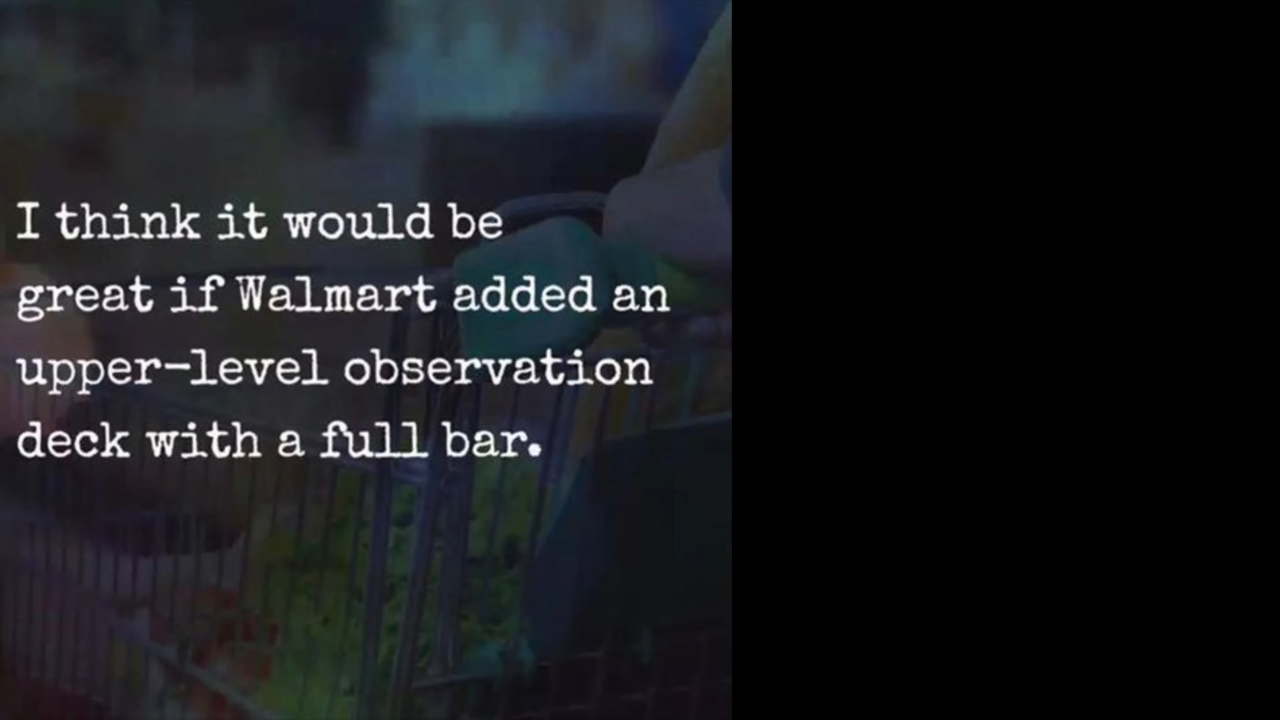 I think it would be
great if Walmart added an
upper-level observation
deck with a full bar.